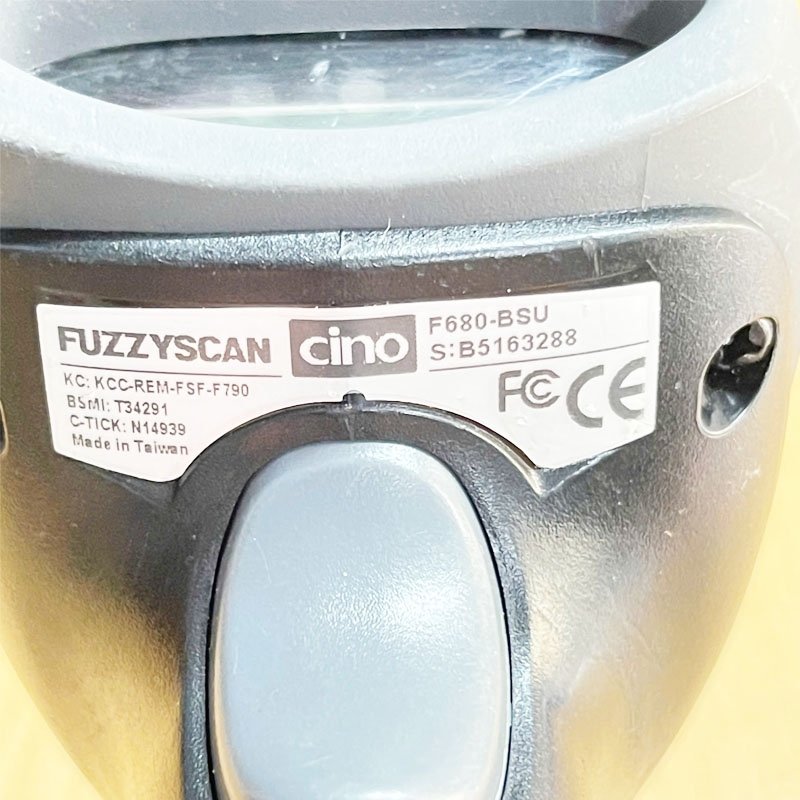 FUZZYSCAN
cino
F680-BSU
S:B5163288
KC: KCC-REM-FSF-F790
BSMI: T34291
C-TICK: N14939
Made in Taiwan
FC CE